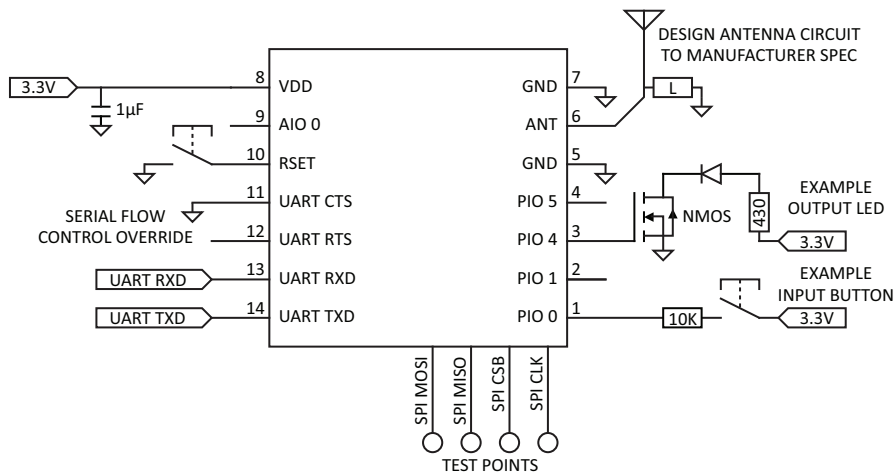 DESIGN ANTENNA CIRCUIT
TO MANUFACTURER SPEC
3.3V
1µF
8 VDD
9 AIO 0
10 RSET
11 UART CTS
12 UART RTS
13 UART RXD
14 UART TXD
SERIAL FLOW
CONTROL OVERRIDE
UART RXD
UART TXD
GND 7
ANT 6
GND 5
PIO 5 4
PIO 4 3
PIO 1 2
PIO 0 1
L
NMOS
430
EXAMPLE
OUTPUT LED
3.3V
EXAMPLE
INPUT BUTTON
10K
3.3V
SPI MOSI
SPI MISO
SPI CSB
SPI CLK
TEST POINTS